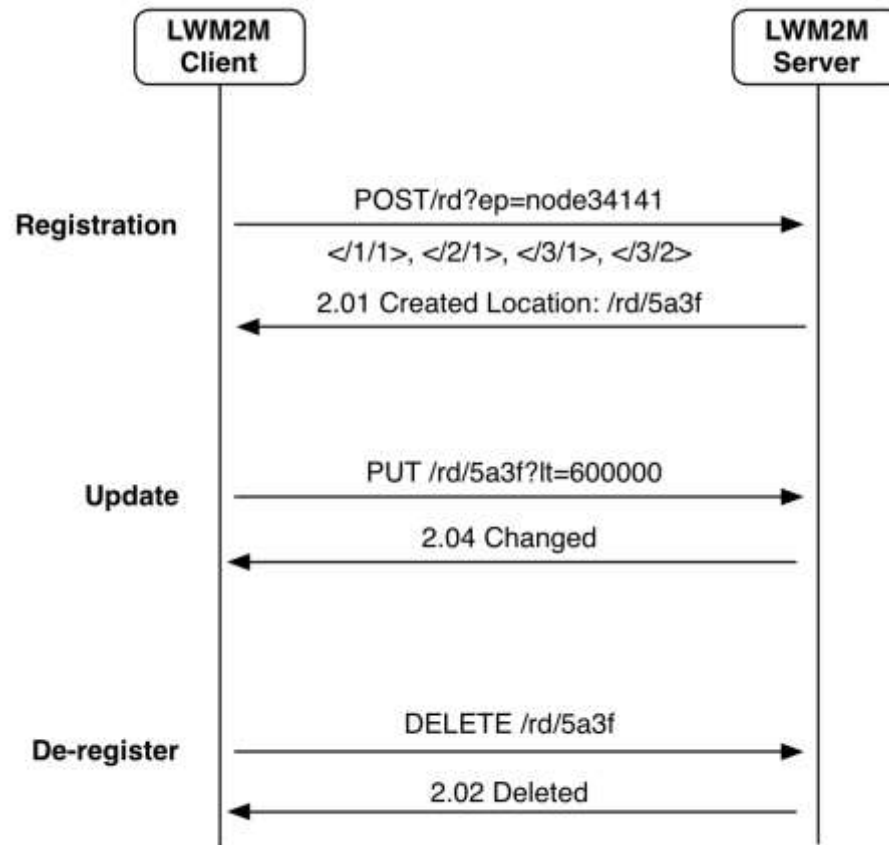 LWM2M
Client
LWM2M
Server
POST/rd?ep=node34141
Registration
</1/1>, </2/1>, </3/1>, </3/2>
2.01 Created Location: /rd/5a3f
PUT /rd/5a3f?lt=600000
Update
2.04 Changed
DELETE /rd/5a3f
De-register
2.02 Deleted